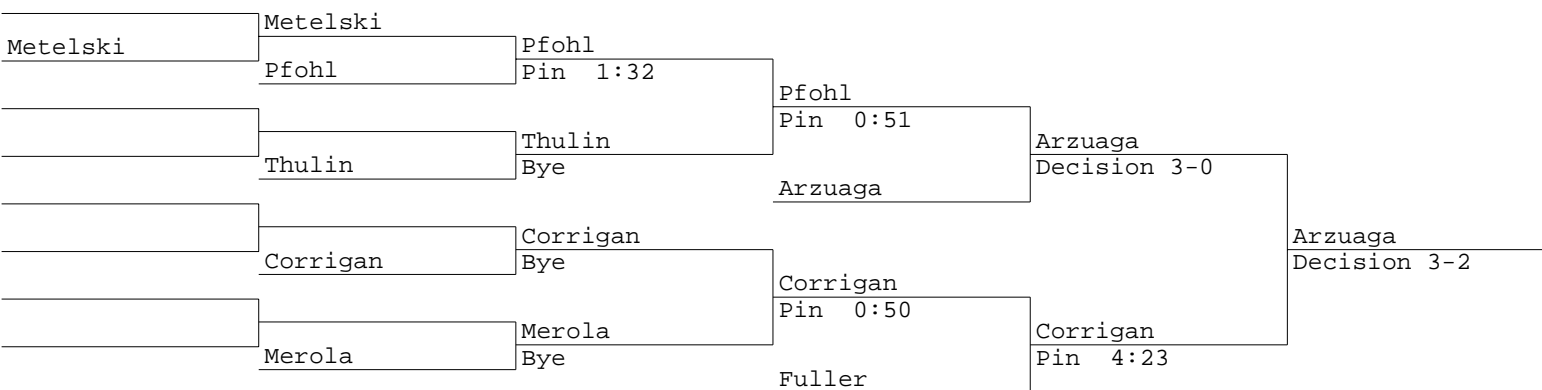 Metelski
Metelski
Pfohl
Pfohl
Pin 1:32
Thulin
Thulin
Bye
Pfohl
Pin 0:51
Arzuaga
Arzuaga
Decision 3-0
Corrigan
Corrigan
Bye
Merola
Merola
Bye
Corrigan
Pin 0:50
Fuller
Corrigan
Pin 4:23
Arzuaga
Decision 3-2